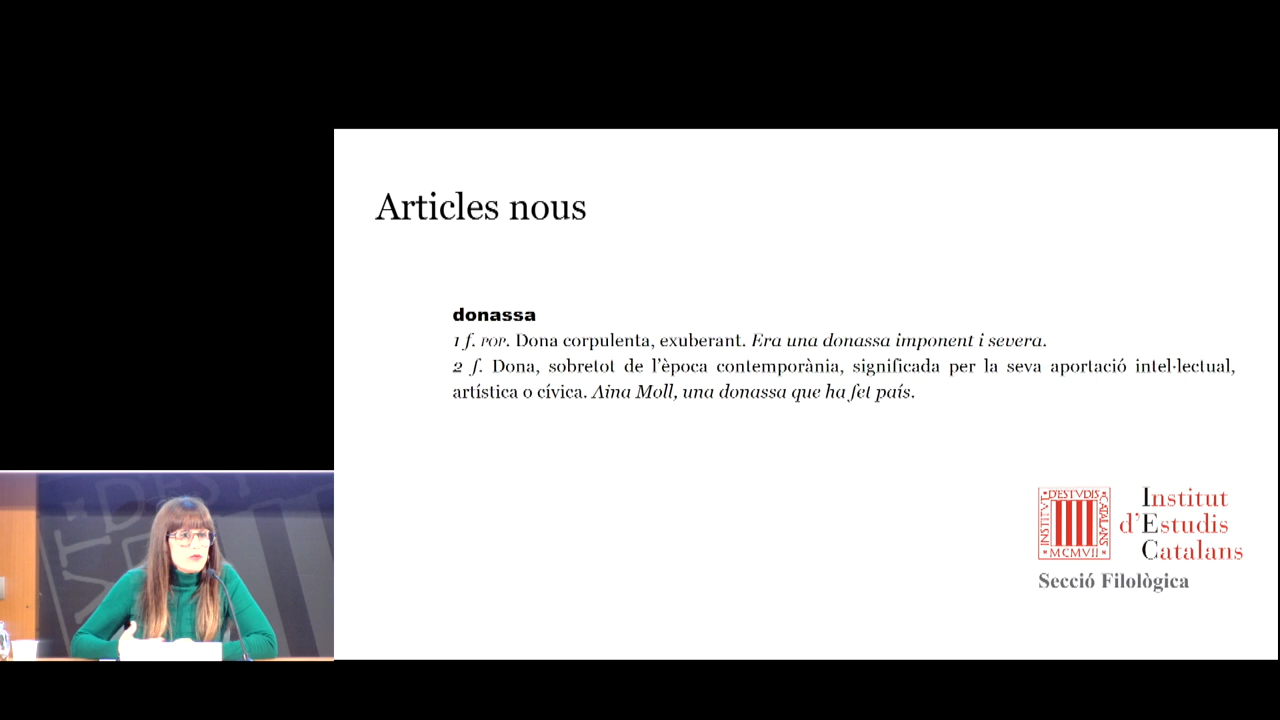 Articles nous
donassa
1 f. POP. Dona corpulenta, exuberant. Era una donassa imponent i severa.
2 f. Dona, sobretot de l'època contemporània, significada per la seva aportació intel·lectual,
artística o cívica. Aina Moll, una donassa que ha fet país.
INSTITVT
D'ESTVDIS
CATALANS
MCMVII
Institut
d'Estudis
Catalans
Secció Filològica